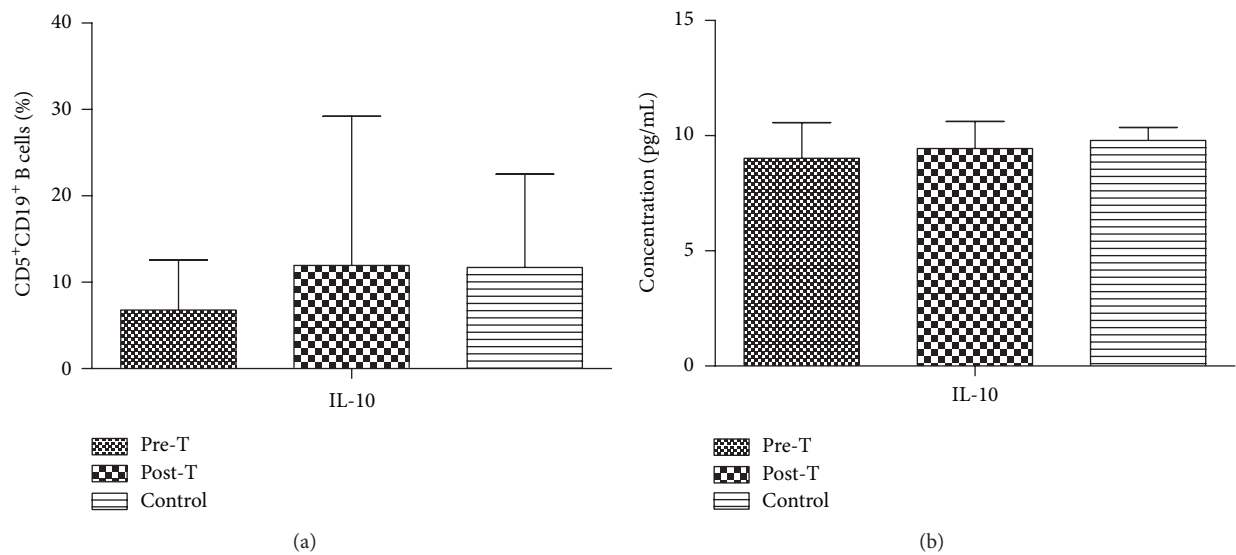 40
30
20
10
0
CD5⁺CD19⁺ B cells (%)
IL-10
Pre-T
Post-T
Control
(a)
15
10
5
0
Concentration (pg/mL)
IL-10
Pre-T
Post-T
Control
(b)